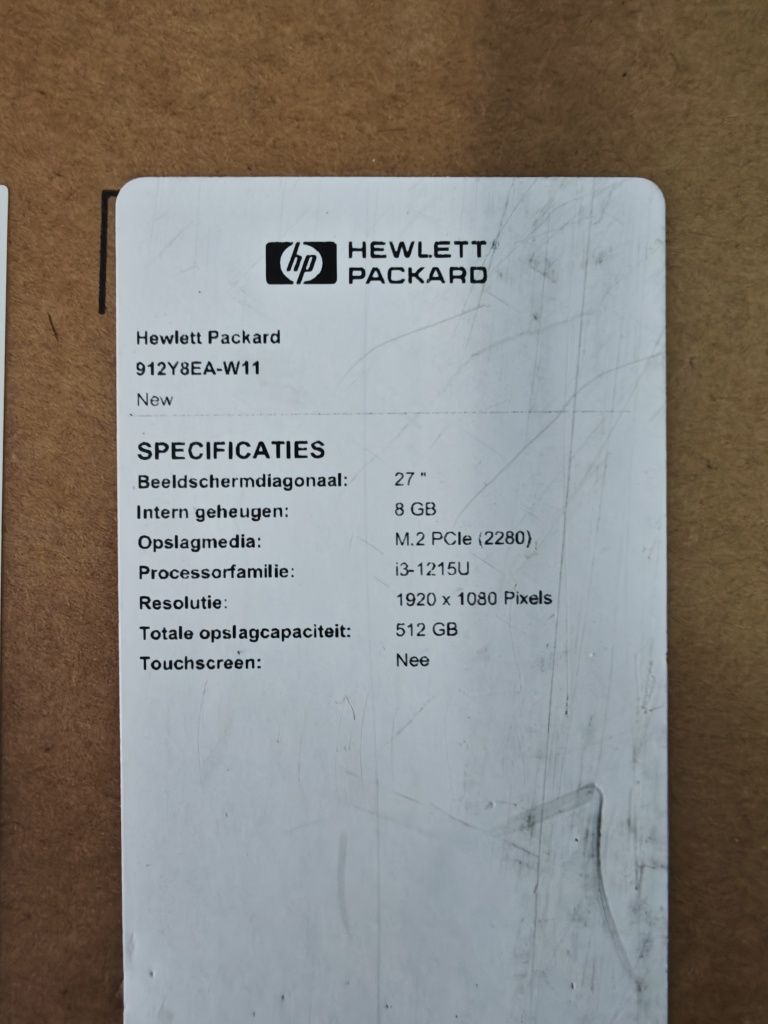 hp HEWLETT®
PACKARD
Hewlett Packard
912Y8EA-W11
New
SPECIFICATIES
Beeldschermdiagonaal: 27 "
Intern geheugen: 8 GB
Opslagmedia: M.2 PCIe (2280)
Processorfamilie: i3-1215U
Resolutie: 1920 x 1080 Pixels
Totale opslagcapaciteit: 512 GB
Touchscreen: Nee